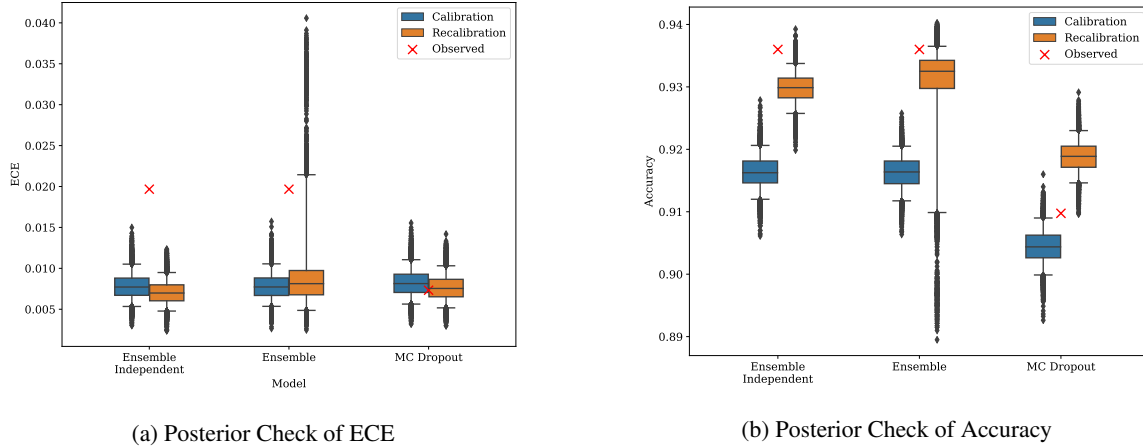 0.040
0.035
0.030
0.025
0.020
0.015
0.010
0.005
ECE
Calibration
Recalibration
Observed
Ensemble
Independent
Ensemble
MC Dropout
Model
(a) Posterior Check of ECE
0.94
0.93
0.92
0.91
0.90
0.89
Accuracy
Calibration
Recalibration
Observed
Ensemble
Independent
Ensemble
MC Dropout
(b) Posterior Check of Accuracy